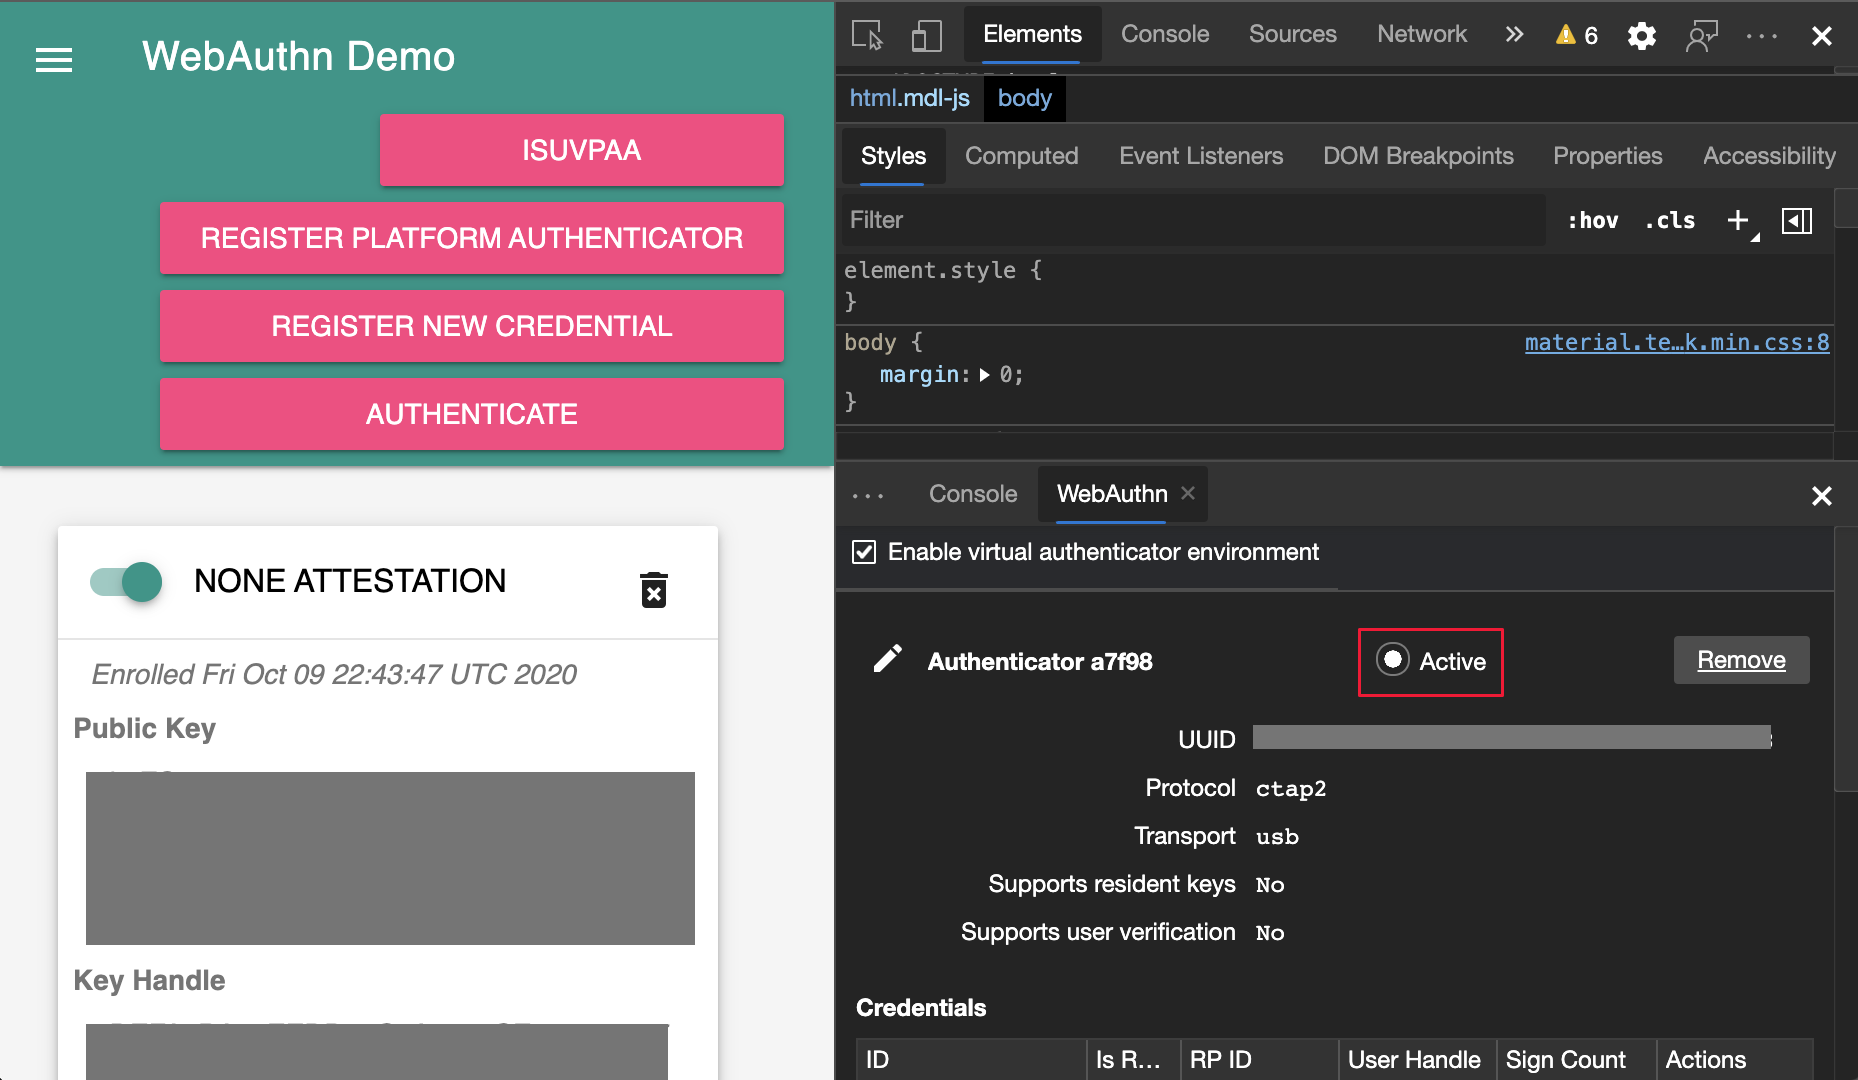 WebAuthn Demo
ISUVPAA
REGISTER PLATFORM AUTHENTICATOR
REGISTER NEW CREDENTIAL
AUTHENTICATE
NONE ATTESTATION
Enrolled Fri Oct 09 22:43:47 UTC 2020
Public Key
Key Handle
Elements Console Sources Network » 6
html.mdl-js body
Styles Computed Event Listeners DOM Breakpoints Properties Accessibility
Filter :hov .cls +
element.style {
}
body { material.te…k.min.css:8
margin: 0;
}
Console WebAuthn
Enable virtual authenticator environment
Authenticator a7f98 Active Remove
UUID
Protocol ctap2
Transport usb
Supports resident keys No
Supports user verification No
Credentials
ID Is R… RP ID User Handle Sign Count Actions